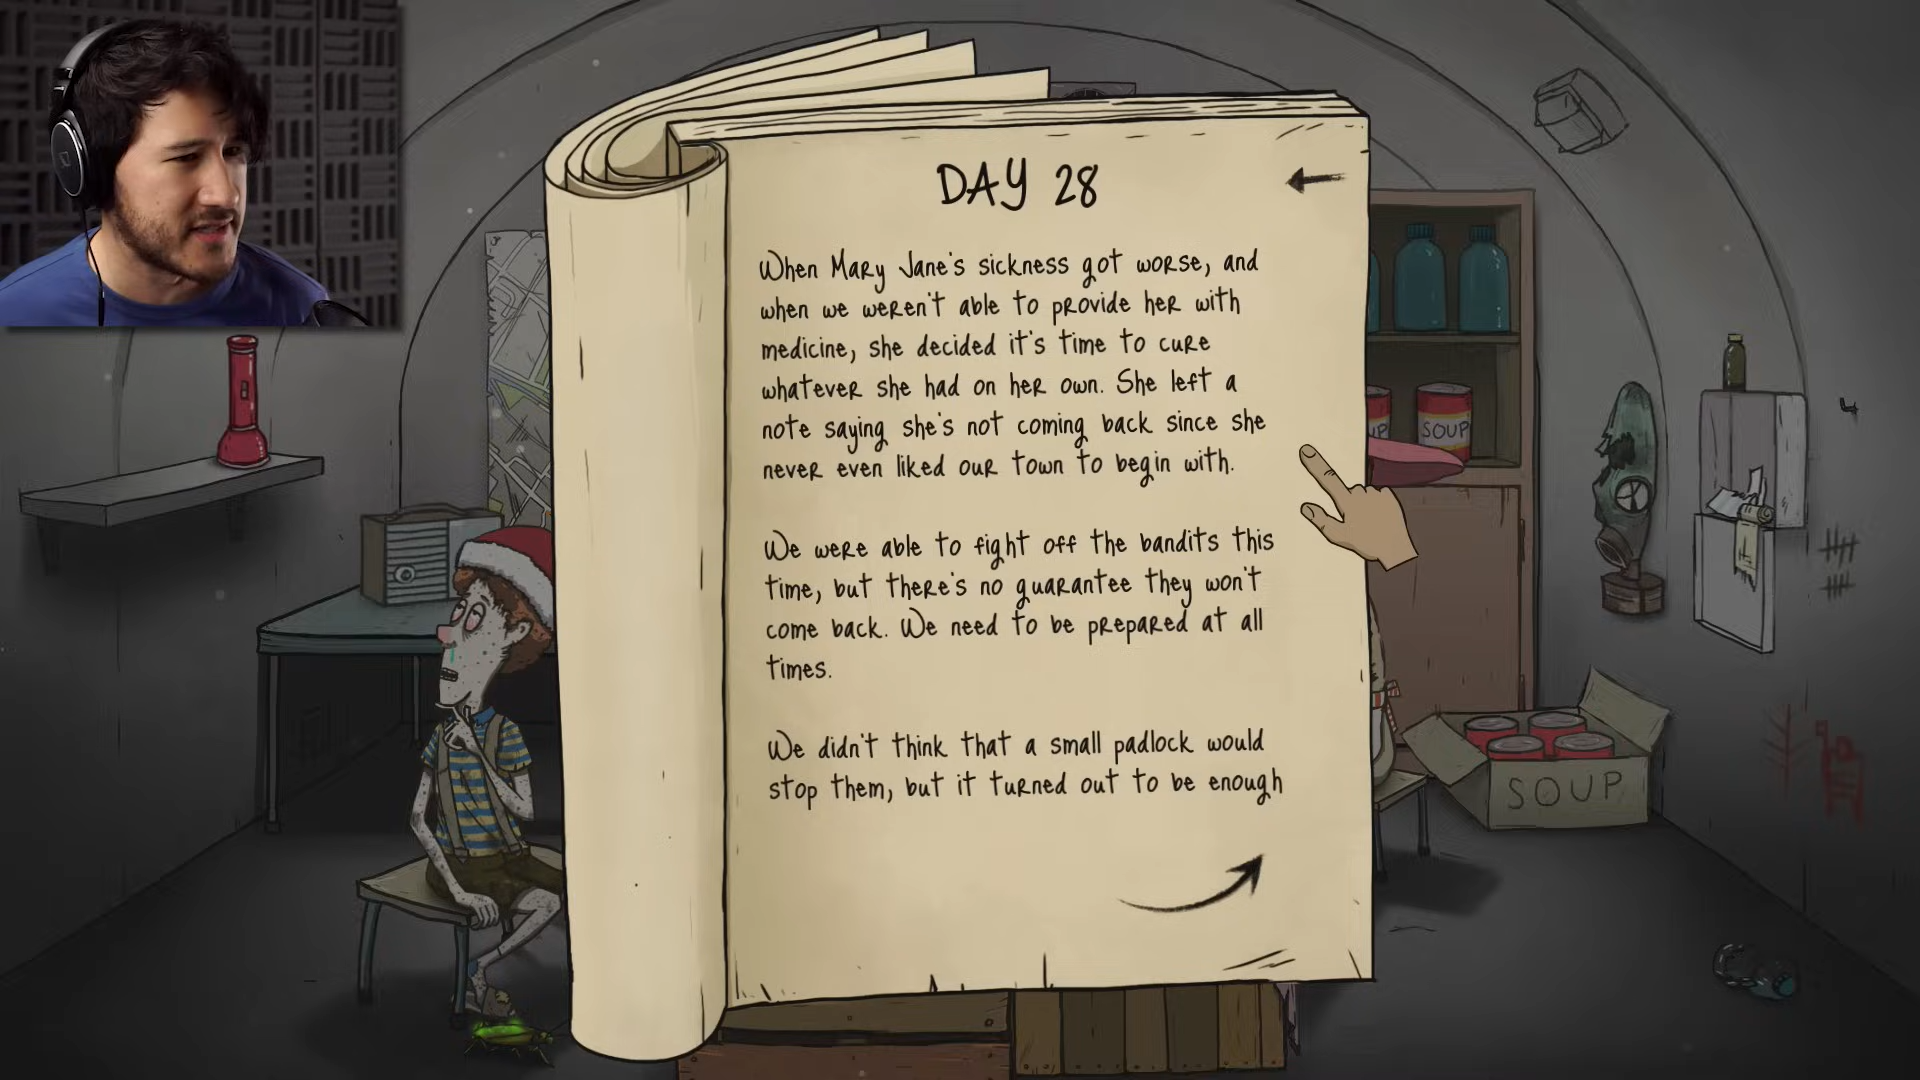 DAY 28
When Mary Jane's sickness got worse, and
when we weren't able to provide her with
medicine, she decided it's time to cure
whatever she had on her own. She left a
note saying she's not coming back since she
never even liked our town to begin with.
We were able to fight off the bandits this
time, but there's no guarantee they won't
come back. We need to be prepared at all
times.
We didn't think that a small padlock would
stop them, but it turned out to be enough
UP
SOUP
SOUP